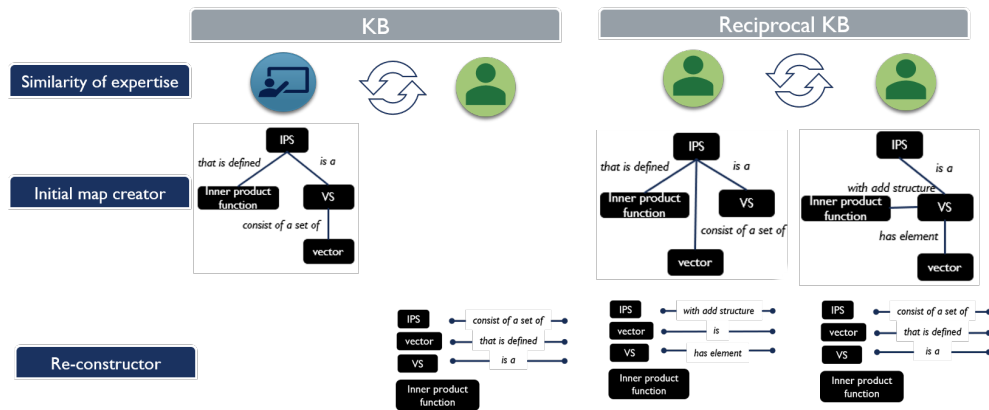 KB
Reciprocal KB
Similarity of expertise
Initial map creator
IPS
that is defined
is a
Inner product
function
VS
consist of a set of
vector
IPS
that is defined
is a
Inner product
function
VS
consist of a set of
vector
IPS
is a
with add structure
Inner product
function
VS
has element
vector
Re-constructor
IPS
consist of a set of
vector
that is defined
VS
is a
Inner product
function
IPS
with add structure
vector
is
VS
has element
Inner product
function
IPS
consist of a set of
vector
that is defined
VS
is a
Inner product
function